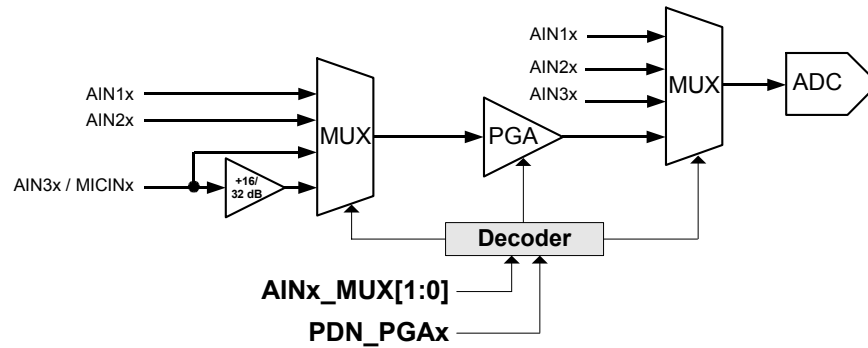 AIN1x
AIN2x
AIN3x
MUX
ADC
AIN1x
AIN2x
MUX
PGA
AIN3x / MICINx
+16/
32 dB
Decoder
AINx_MUX[1:0]
PDN_PGAx